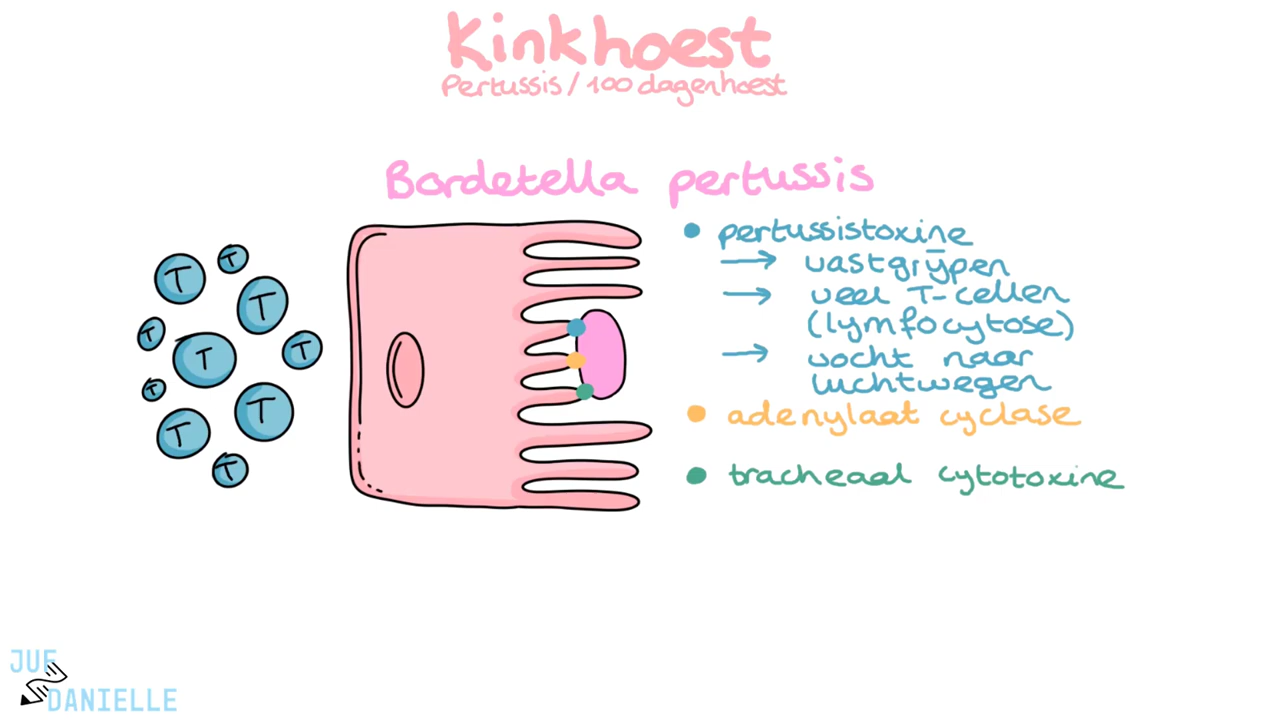 Kinkhoest
Pertussis / 100 dagenhoest
Bordetella pertussis
• pertussistoxine
→ vastgrijpen
→ veel T-cellen
(lymfocytose)
→ vocht naar
luchtwegen
• adenylaat cyclase
• tracheaal cytotoxine
T
T
T
T
T
T
T
T
T
T
JUF
DANIELLE